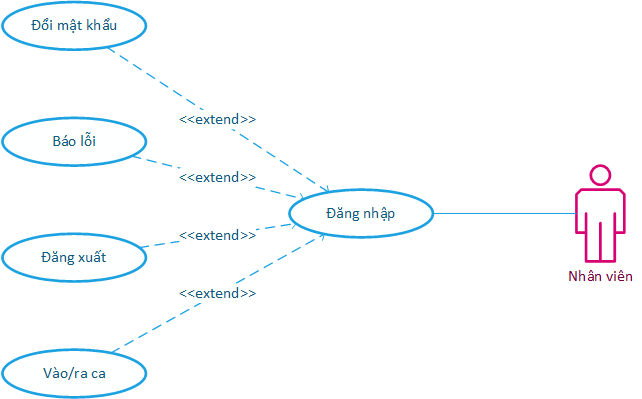 Đổi mật khẩu
<<extend>>
Báo lỗi
<<extend>>
Đăng nhập
<<extend>>
Đăng xuất
Nhân viên
<<extend>>
Vào/ra ca